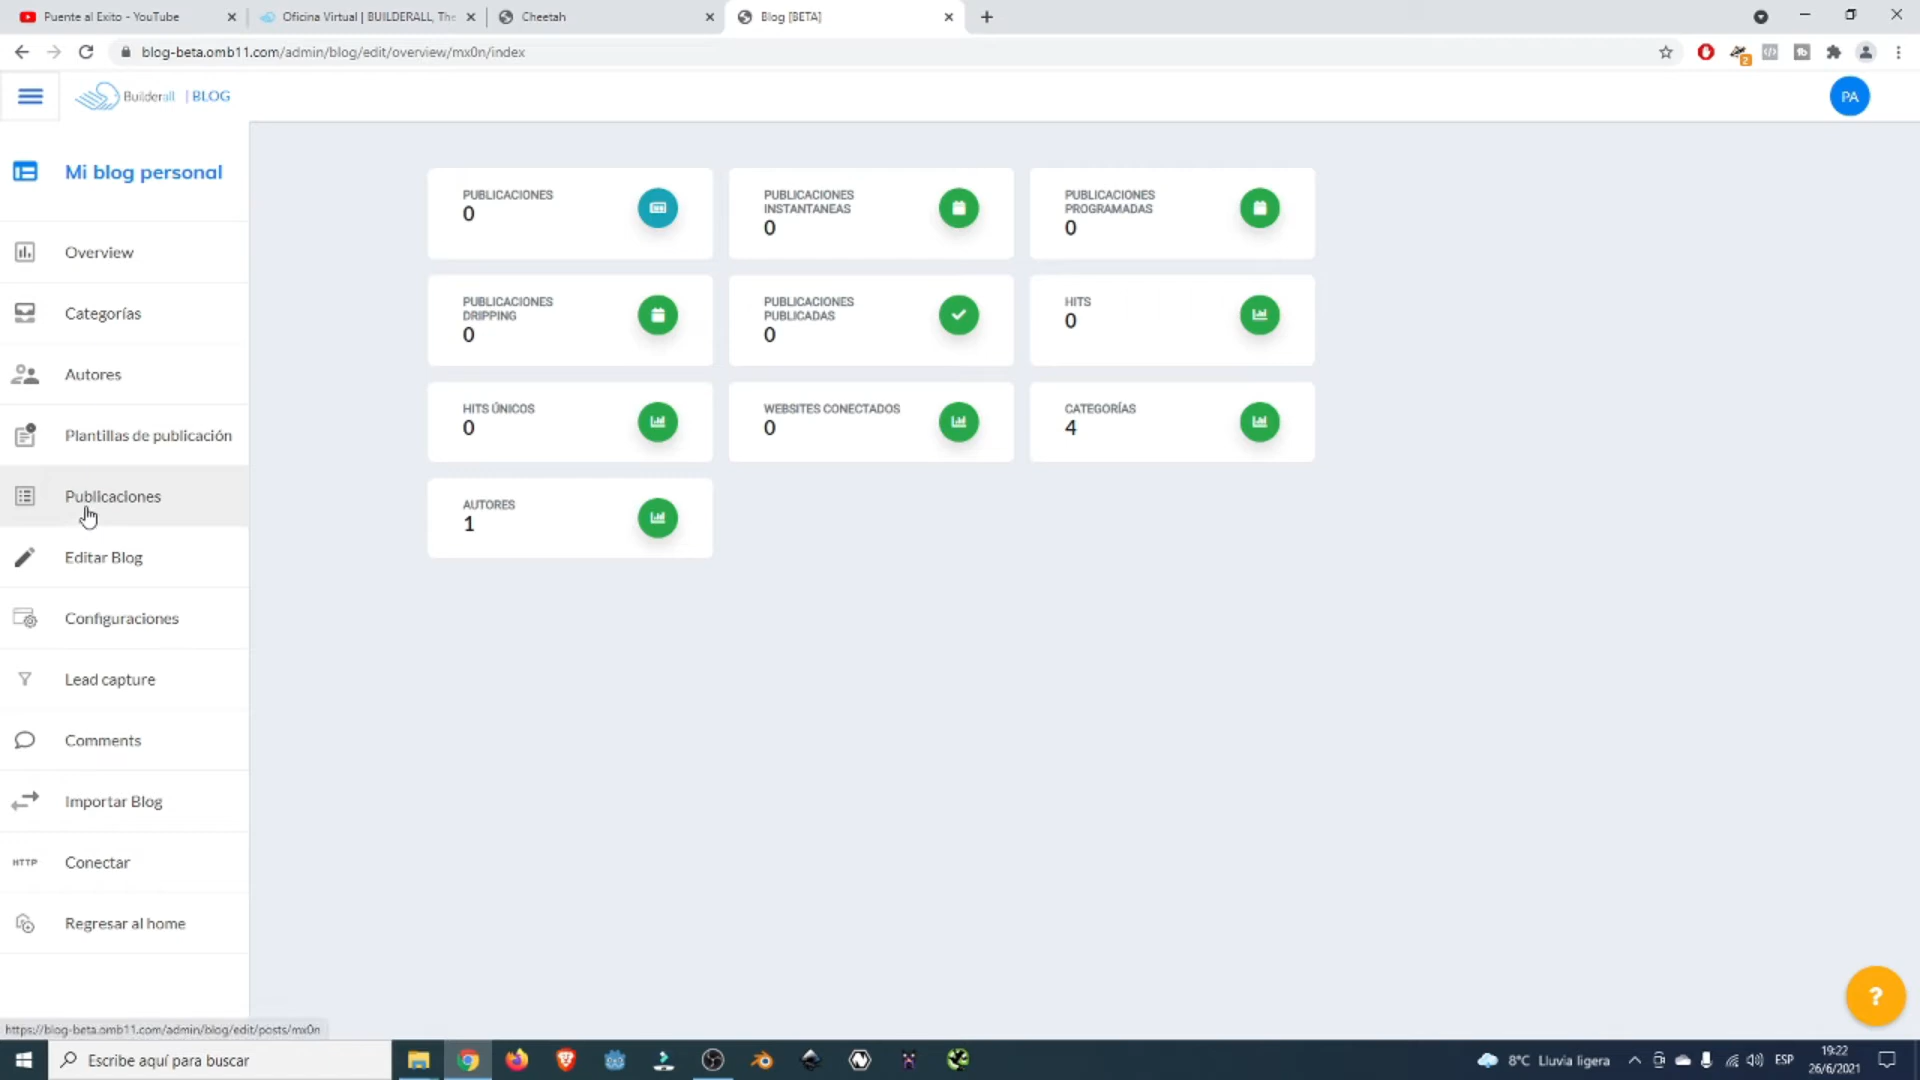 Puente al Exito - YouTube
Oficina Virtual | BUILDERALL, The
Cheetah
Blog [BETA]
blog-beta.omb11.com/admin/blog/edit/overview/mx0n/index
2
Builderall | BLOG
PA
Mi blog personal
Overview
Categorías
Autores
Plantillas de publicación
Publicaciones
Editar Blog
Configuraciones
Lead capture
Comments
Importar Blog
HTTP Conectar
Regresar al home
PUBLICACIONES
0
PUBLICACIONES
INSTANTANEAS
0
PUBLICACIONES
PROGRAMADAS
0
PUBLICACIONES
DRIPPING
0
PUBLICACIONES
PUBLICADAS
0
HITS
0
HITS ÚNICOS
0
WEBSITES CONECTADOS
0
CATEGORÍAS
4
AUTORES
1
?
https://blog-beta.omb11.com/admin/blog/edit/posts/mx0n
Escribe aquí para buscar
8°C Lluvia ligera
ESP
19:22
26/6/2021